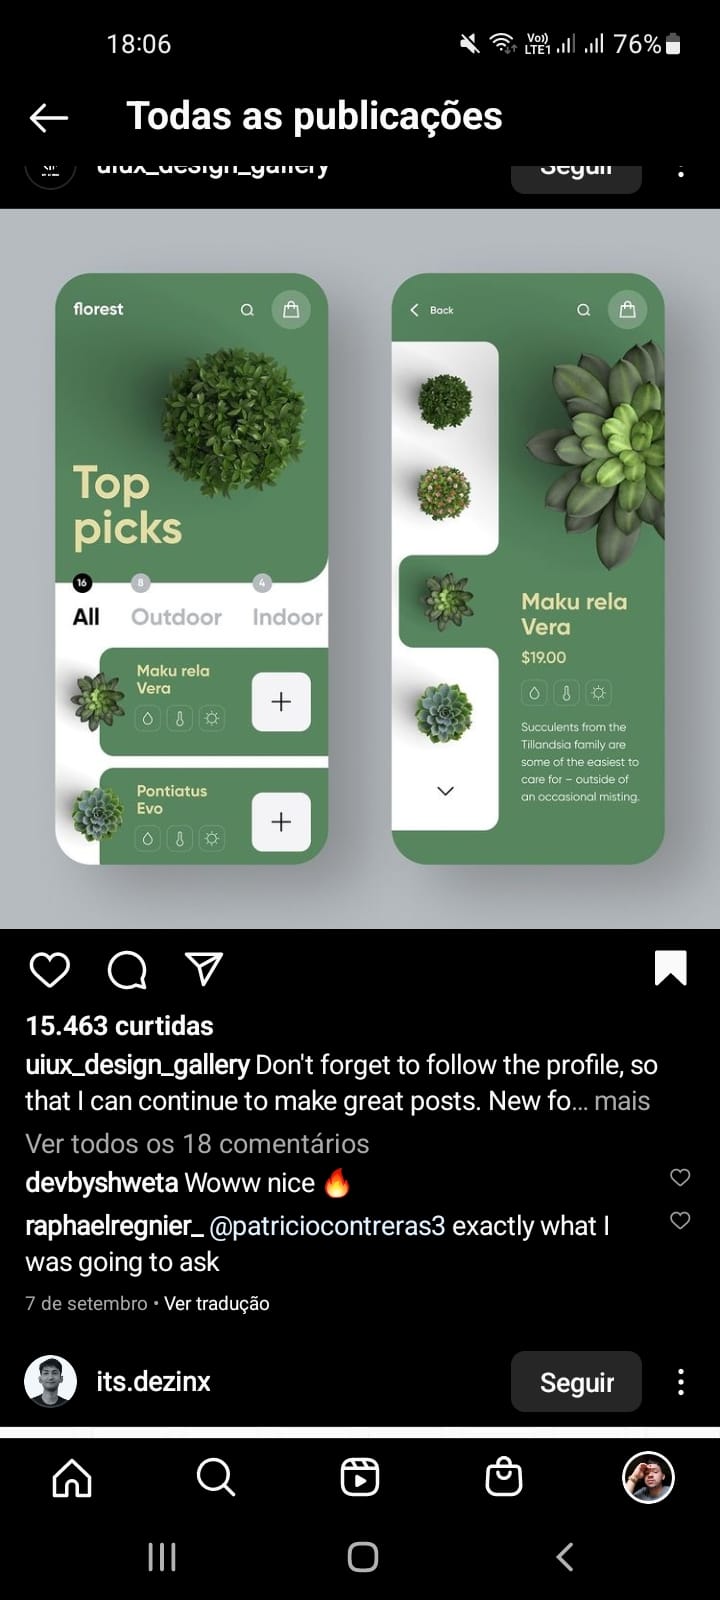 18:06
Vo))
LTE1
76%
Todas as publicações
uiux_design_gallery
Seguir
florest
Top
picks
16
8
4
All
Outdoor
Indoor
Maku rela
Vera
Pontiatus
Evo
Back
Maku rela
Vera
$19.00
Succulents from the
Tillandsia family are
some of the easiest to
care for – outside of
an occasional misting.
15.463 curtidas
uiux_design_gallery Don't forget to follow the profile, so
that I can continue to make great posts. New fo... mais
Ver todos os 18 comentários
devbyshweta Woww nice 🔥
raphaelregnier_ @patriciocontreras3 exactly what I
was going to ask
7 de setembro • Ver tradução
its.dezinx
Seguir